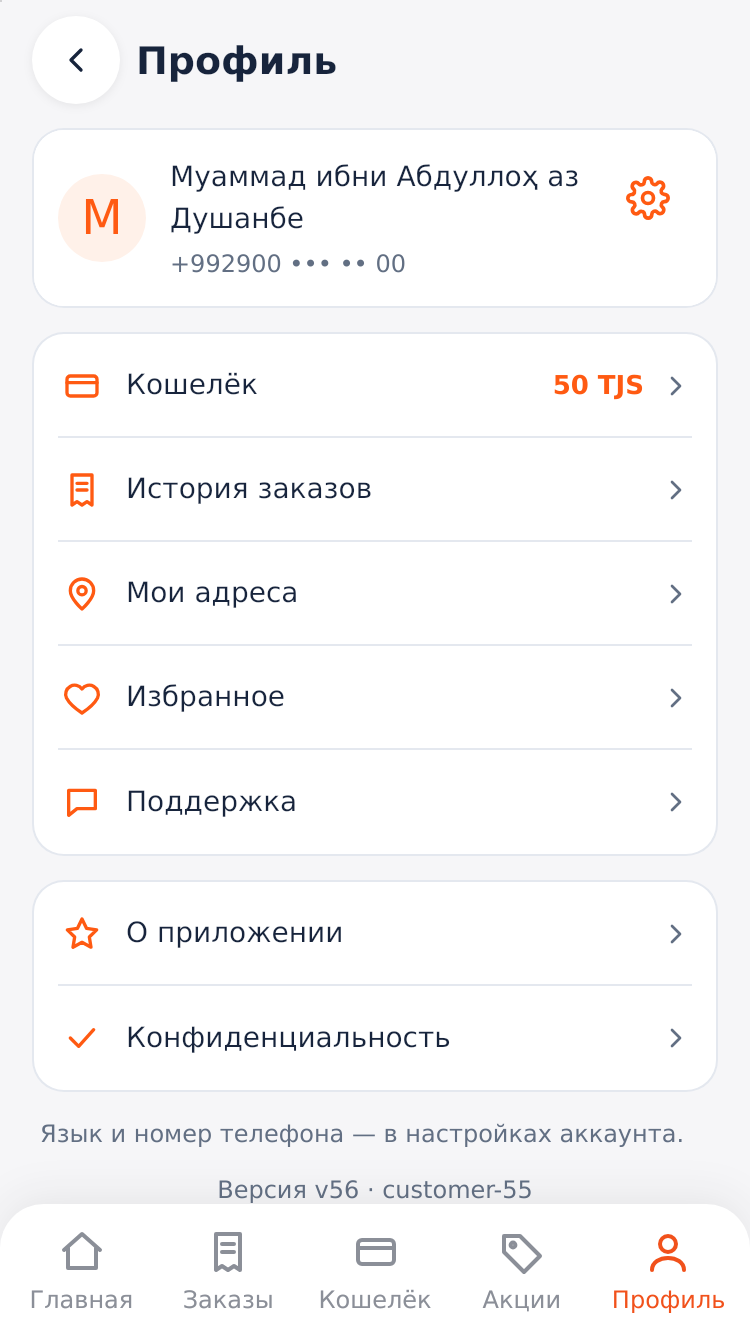 Профиль
М
Муаммад ибни Абдуллоҳ аз
Душанбе
+992900 ••• •• 00
Кошелёк 50 TJS
История заказов
Мои адреса
Избранное
Поддержка
О приложении
Конфиденциальность
Язык и номер телефона — в настройках аккаунта.
Версия v56 · customer-55
Главная Заказы Кошелёк Акции Профиль